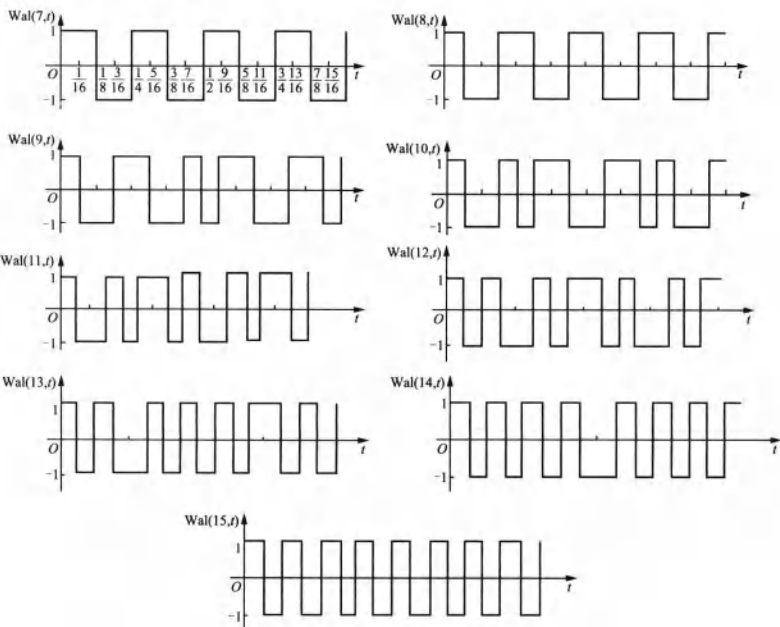 Wal(7,t)
1
O
1/16 1/8 3/16 1/4 5/16 3/8 7/16 1/2 9/16 5/8 11/16 3/4 13/16 7/8 15/16
t
-1
Wal(8,t)
1
O
t
-1
Wal(9,t)
1
O
t
-1
Wal(10,t)
1
O
t
-1
Wal(11,t)
1
O
t
-1
Wal(12,t)
1
O
t
-1
Wal(13,t)
1
O
t
-1
Wal(14,t)
1
O
t
-1
Wal(15,t)
1
O
t
-1